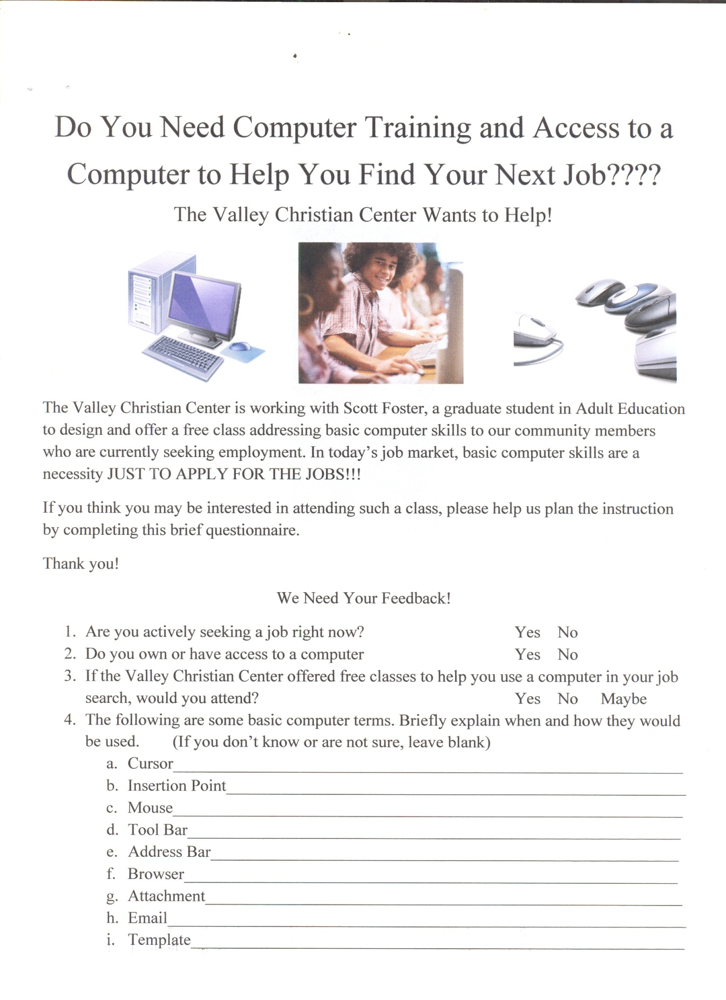 Do You Need Computer Training and Access to a
Computer to Help You Find Your Next Job????
The Valley Christian Center Wants to Help!
The Valley Christian Center is working with Scott Foster, a graduate student in Adult Education
to design and offer a free class addressing basic computer skills to our community members
who are currently seeking employment. In today’s job market, basic computer skills are a
necessity JUST TO APPLY FOR THE JOBS!!!
If you think you may be interested in attending such a class, please help us plan the instruction
by completing this brief questionnaire.
Thank you!
We Need Your Feedback!
1. Are you actively seeking a job right now? Yes No
2. Do you own or have access to a computer Yes No
3. If the Valley Christian Center offered free classes to help you use a computer in your job
search, would you attend? Yes No Maybe
4. The following are some basic computer terms. Briefly explain when and how they would
be used. (If you don’t know or are not sure, leave blank)
a. Cursor
b. Insertion Point
c. Mouse
d. Tool Bar
e. Address Bar
f. Browser
g. Attachment
h. Email
i. Template